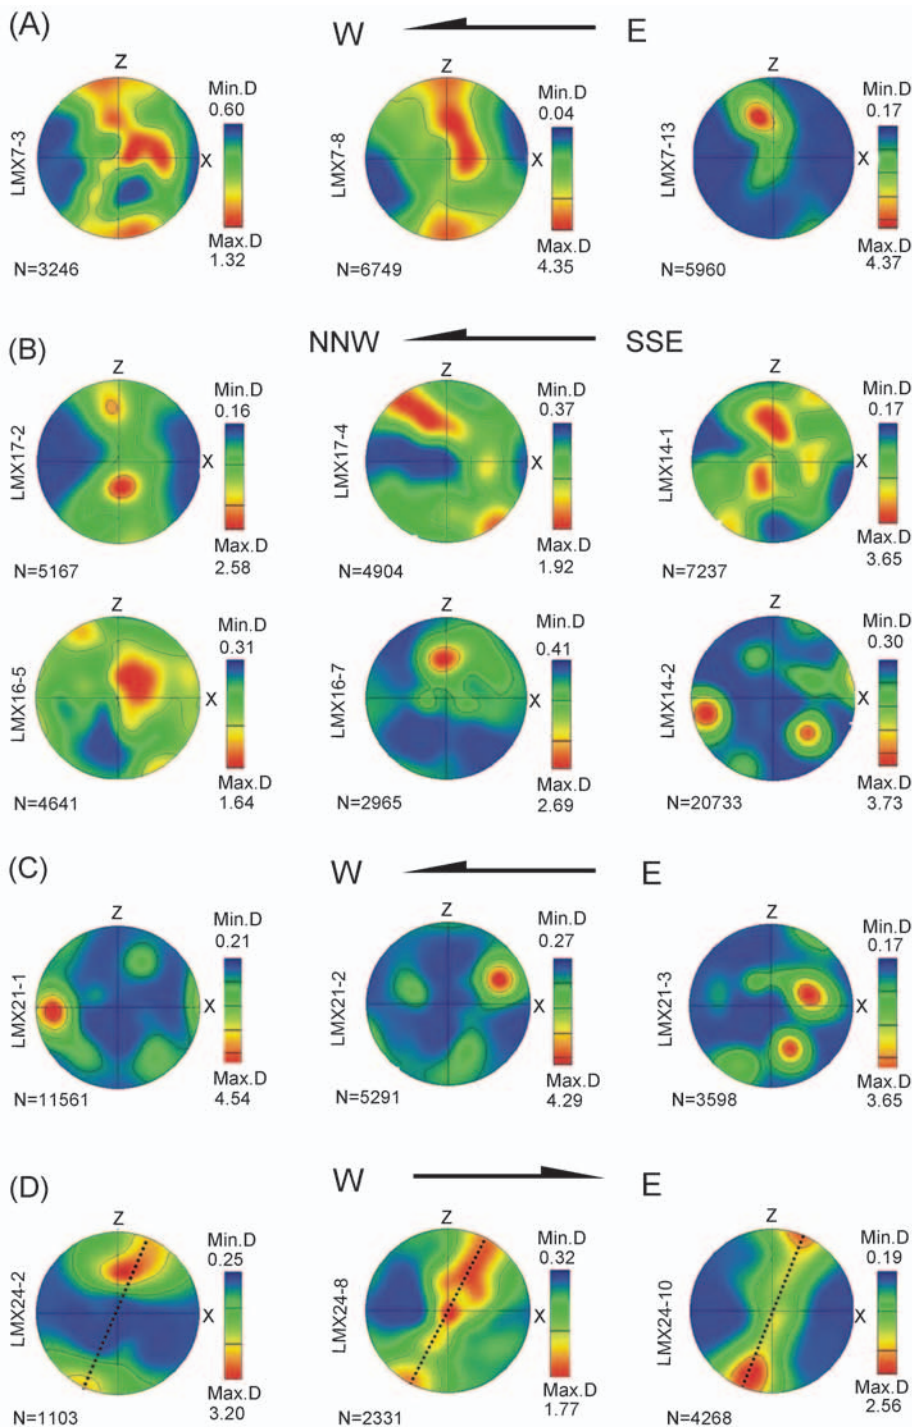 (A) W E
Z
LMX7-3
X
Min.D
0.60
Max.D
1.32
N=3246
LMX7-8
X
Min.D
0.04
Max.D
4.35
N=6749
LMX7-13
Min.D
0.17
Max.D
4.37
N=5960
(B) NNW SSE
Z
LMX17-2
X
Min.D
0.16
Max.D
2.58
N=5167
Z
LMX17-4
X
Min.D
0.37
Max.D
1.92
N=4904
Z
LMX14-1
Min.D
0.17
Max.D
3.65
N=7237
Z
LMX16-5
X
Min.D
0.31
Max.D
1.64
N=4641
Z
LMX16-7
X
Min.D
0.41
Max.D
2.69
N=2965
Z
LMX14-2
Min.D
0.30
Max.D
3.73
N=20733
(C) W E
Z
LMX21-1
X
Min.D
0.21
Max.D
4.54
N=11561
Z
LMX21-2
X
Min.D
0.27
Max.D
4.29
N=5291
Z
LMX21-3
Min.D
0.17
Max.D
3.65
N=3598
(D) W E
Z
LMX24-2
X
Min.D
0.25
Max.D
3.20
N=1103
Z
LMX24-8
X
Min.D
0.32
Max.D
1.77
N=2331
Z
LMX24-10
Min.D
0.19
Max.D
2.56
N=4268